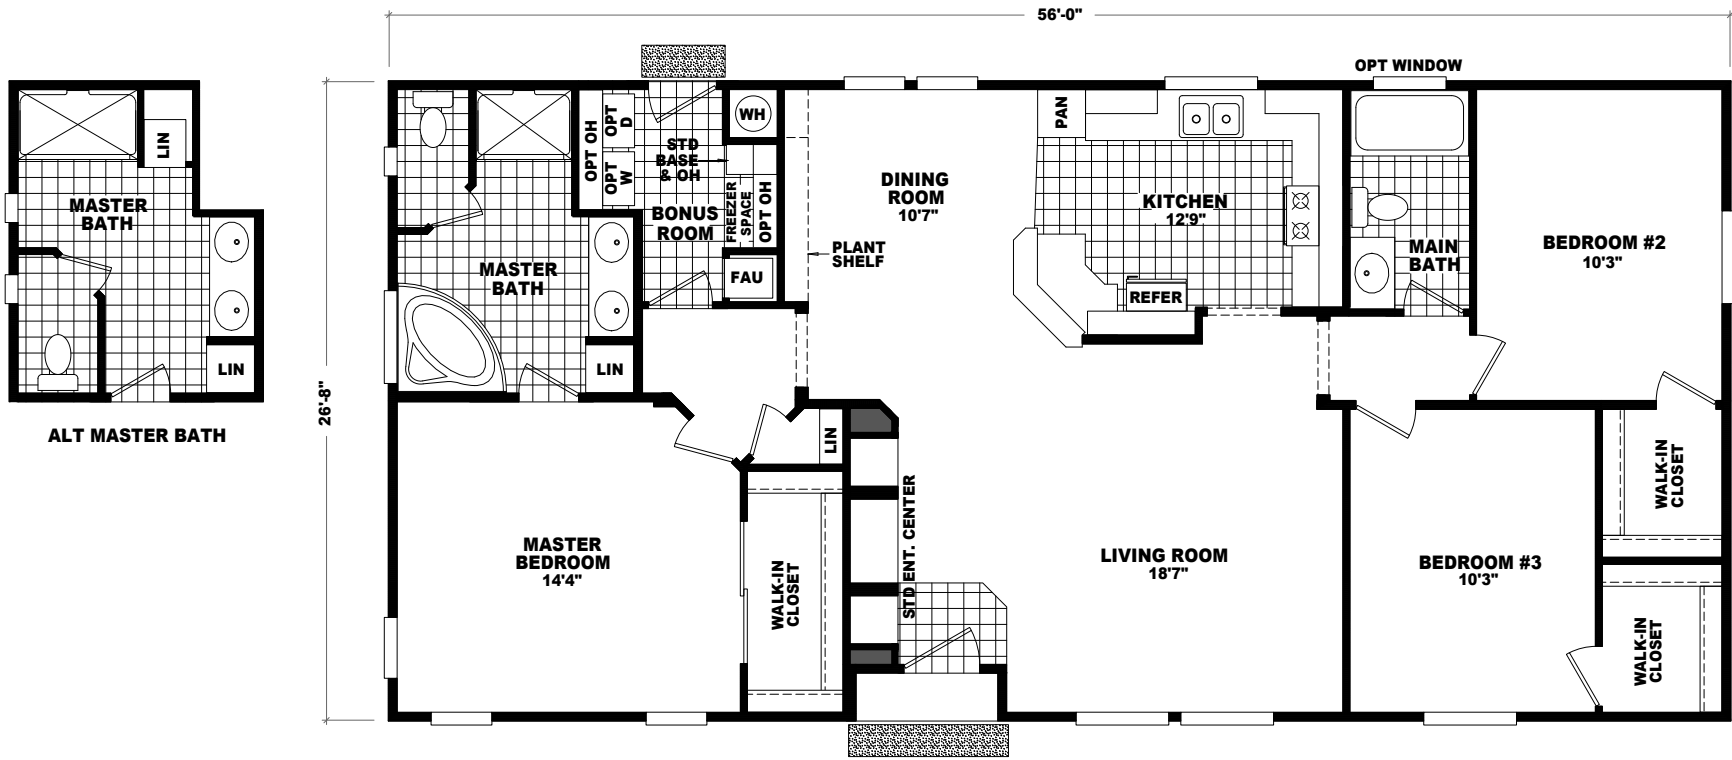 56'-0"
26'-8"
OPT WINDOW
LIN
MASTER
BATH
LIN
ALT MASTER BATH
OPT OH
OPT
D
OPT
W
STD
BASE
& OH
WH
FREEZER
SPACE
OPT OH
BONUS
ROOM
FAU
MASTER
BATH
LIN
DINING
ROOM
10'7"
PLANT
SHELF
PAN
KITCHEN
12'9"
REFER
MAIN
BATH
BEDROOM #2
10'3"
LIN
MASTER
BEDROOM
14'4"
WALK-IN
CLOSET
STD ENT. CENTER
LIVING ROOM
18'7"
BEDROOM #3
10'3"
WALK-IN
CLOSET
WALK-IN
CLOSET